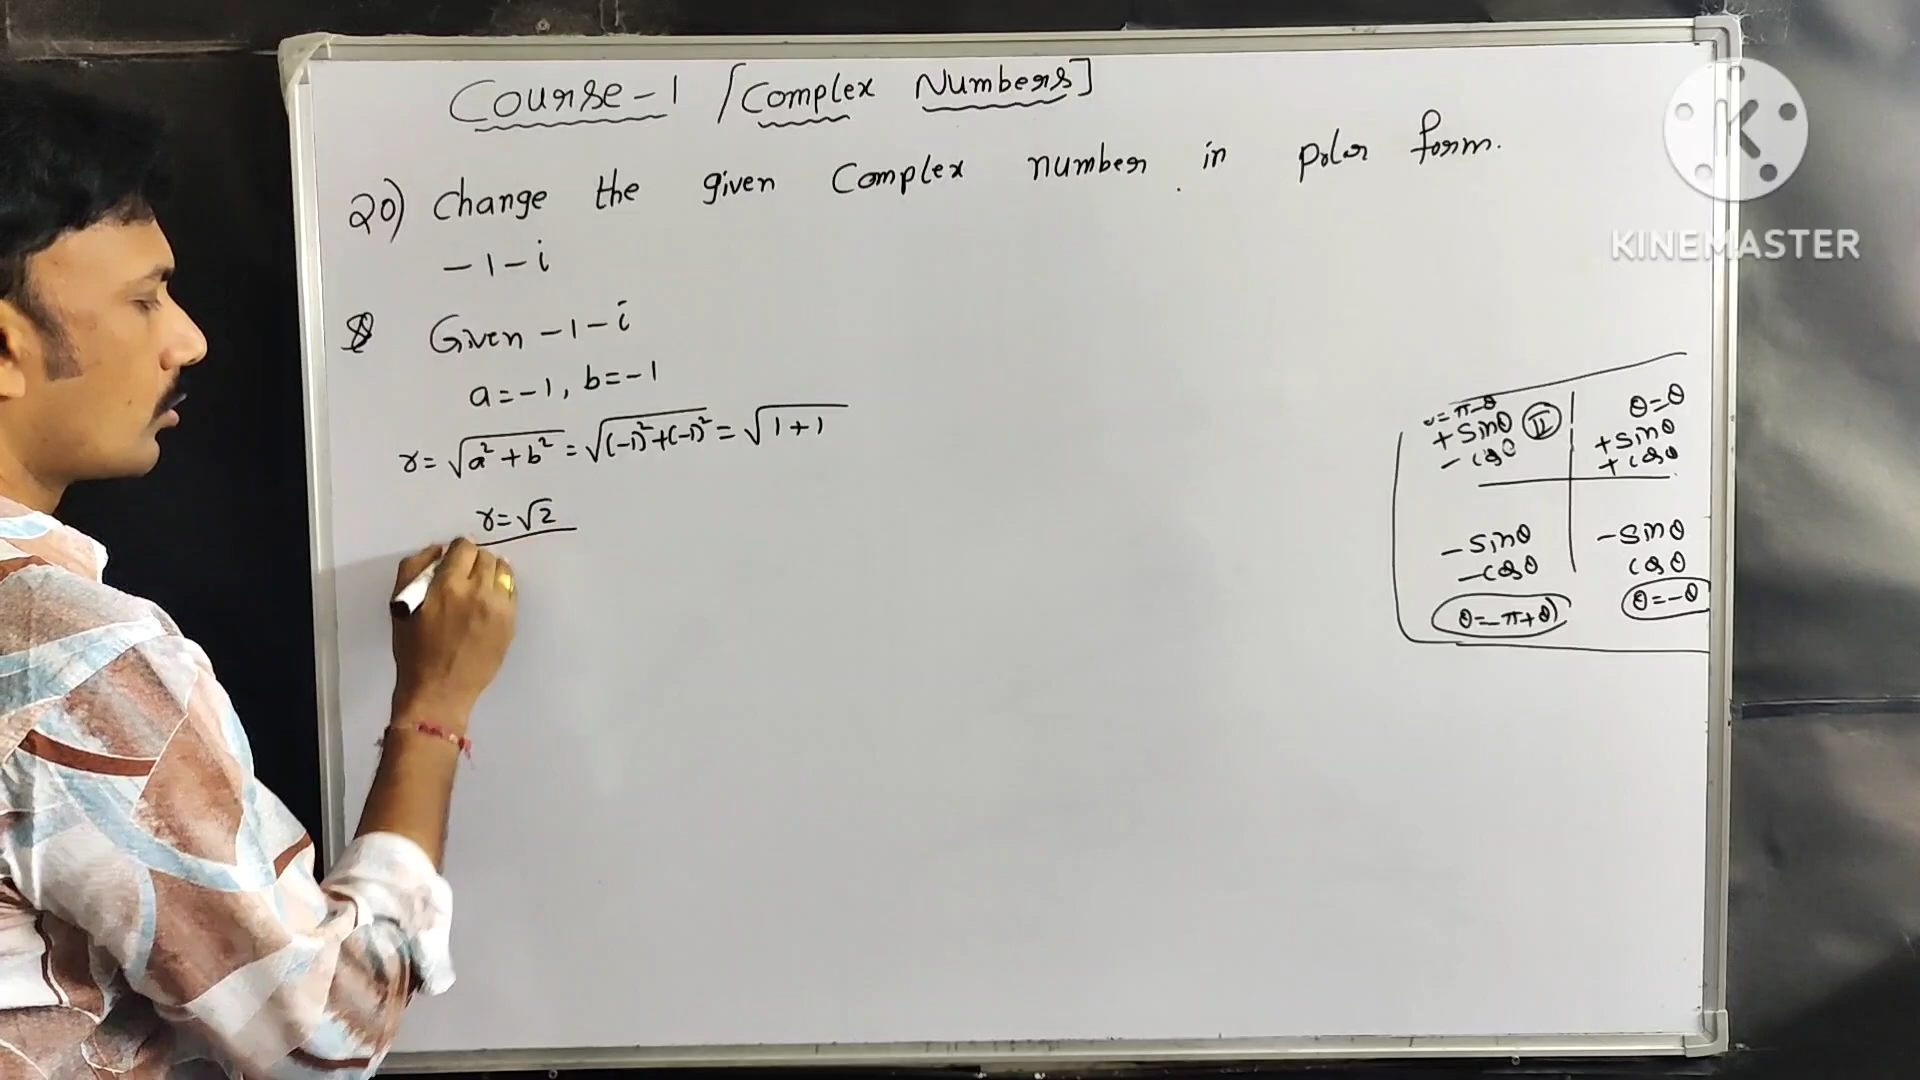 Course-1 [Complex Numbers]
20) Change the given Complex number in polar form.
-1-i
Given -1-i
a=-1, b=-1
r=√a²+b² = √(-1)²+(-1)² = √1+1
r=√2
θ=π-θ
+sinθ
-cosθ
II
θ=θ
+sinθ
+cosθ
-sinθ
-cosθ
θ=-π+θ
-sinθ
cosθ
θ=-θ
K
KINEMASTER